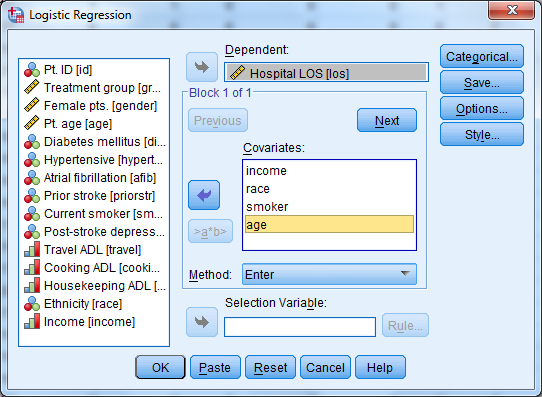 Logistic Regression
Pt. ID [id]
Treatment group [gr...
Female pts. [gender]
Pt. age [age]
Diabetes mellitus [di...
Hypertensive [hypert...
Atrial fibrillation [afib]
Prior stroke [priorstr]
Current smoker [sm...
Post-stroke depress...
Travel ADL [travel]
Cooking ADL [cooki...
Housekeeping ADL [...
Ethnicity [race]
Income [income]
Dependent:
Hospital LOS [los]
Block 1 of 1
Previous
Next
Covariates:
income
race
smoker
age
>a*b>
Method:
Enter
Selection Variable:
Rule...
Categorical...
Save...
Options...
Style...
OK
Paste
Reset
Cancel
Help